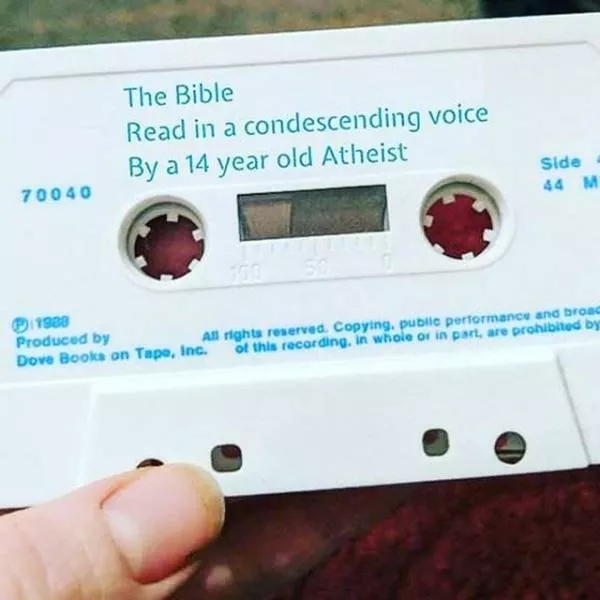 The Bible
Read in a condescending voice
By a 14 year old Atheist
70040
Side
44 M
100 50 0
Ⓟ 1988
Produced by
Dove Books on Tape, Inc.
All rights reserved. Copying, public performance and broad
of this recording, in whole or in part, are prohibited by